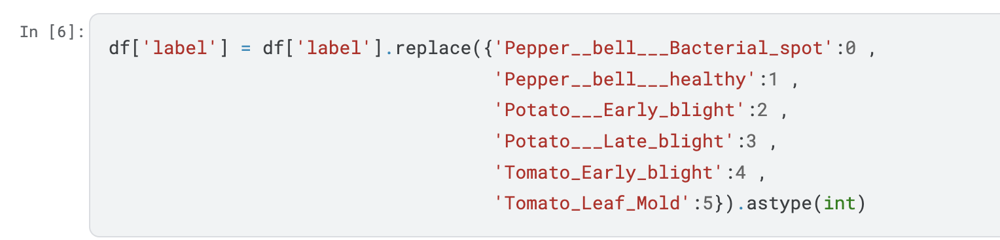 In [6]:
df['label'] = df['label'].replace({'Pepper__bell___Bacterial_spot':0 ,
'Pepper__bell___healthy':1 ,
'Potato___Early_blight':2 ,
'Potato___Late_blight':3 ,
'Tomato_Early_blight':4 ,
'Tomato_Leaf_Mold':5}).astype(int)